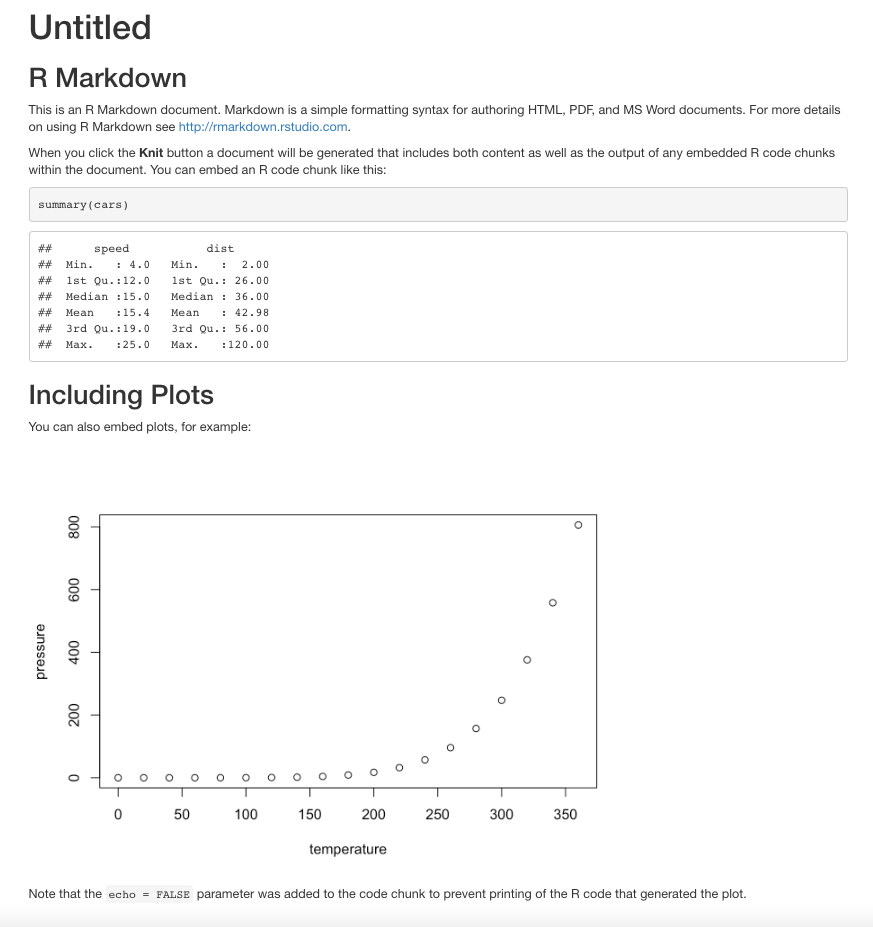 Untitled
R Markdown
This is an R Markdown document. Markdown is a simple formatting syntax for authoring HTML, PDF, and MS Word documents. For more details
on using R Markdown see http://rmarkdown.rstudio.com.
When you click the Knit button a document will be generated that includes both content as well as the output of any embedded R code chunks
within the document. You can embed an R code chunk like this:
summary(cars)
##      speed           dist
##  Min.   : 4.0   Min.   :  2.00
##  1st Qu.:12.0   1st Qu.: 26.00
##  Median :15.0   Median : 36.00
##  Mean   :15.4   Mean   : 42.98
##  3rd Qu.:19.0   3rd Qu.: 56.00
##  Max.   :25.0   Max.   :120.00
Including Plots
You can also embed plots, for example:
800
600
400
200
0
pressure
0 50 100 150 200 250 300 350
temperature
Note that the echo = FALSE parameter was added to the code chunk to prevent printing of the R code that generated the plot.